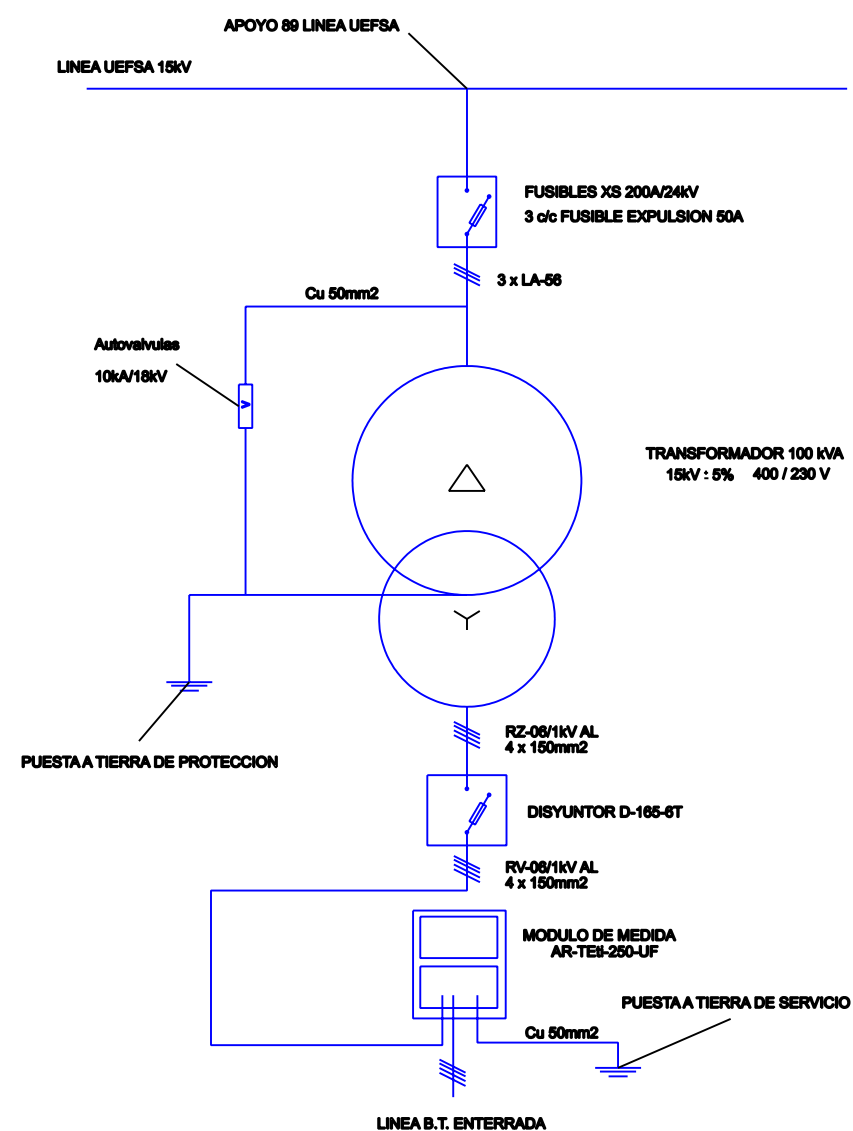 APOYO 89 LINEA UEFSA
LINEA UEFSA 15kV
FUSIBLES XS 200A/24kV
3 c/c FUSIBLE EXPULSION 50A
3 x LA-56
Cu 50mm2
Autovalvulas
10kA/18kV
V
TRANSFORMADOR 100 kVA
15kV : 5% 400 / 230 V
PUESTA A TIERRA DE PROTECCION
RZ-06/1kV AL
4 x 150mm2
DISYUNTOR D-165-6T
RV-06/1kV AL
4 x 150mm2
MODULO DE MEDIDA
AR-TEti-250-UF
PUESTA A TIERRA DE SERVICIO
Cu 50mm2
LINEA B.T. ENTERRADA